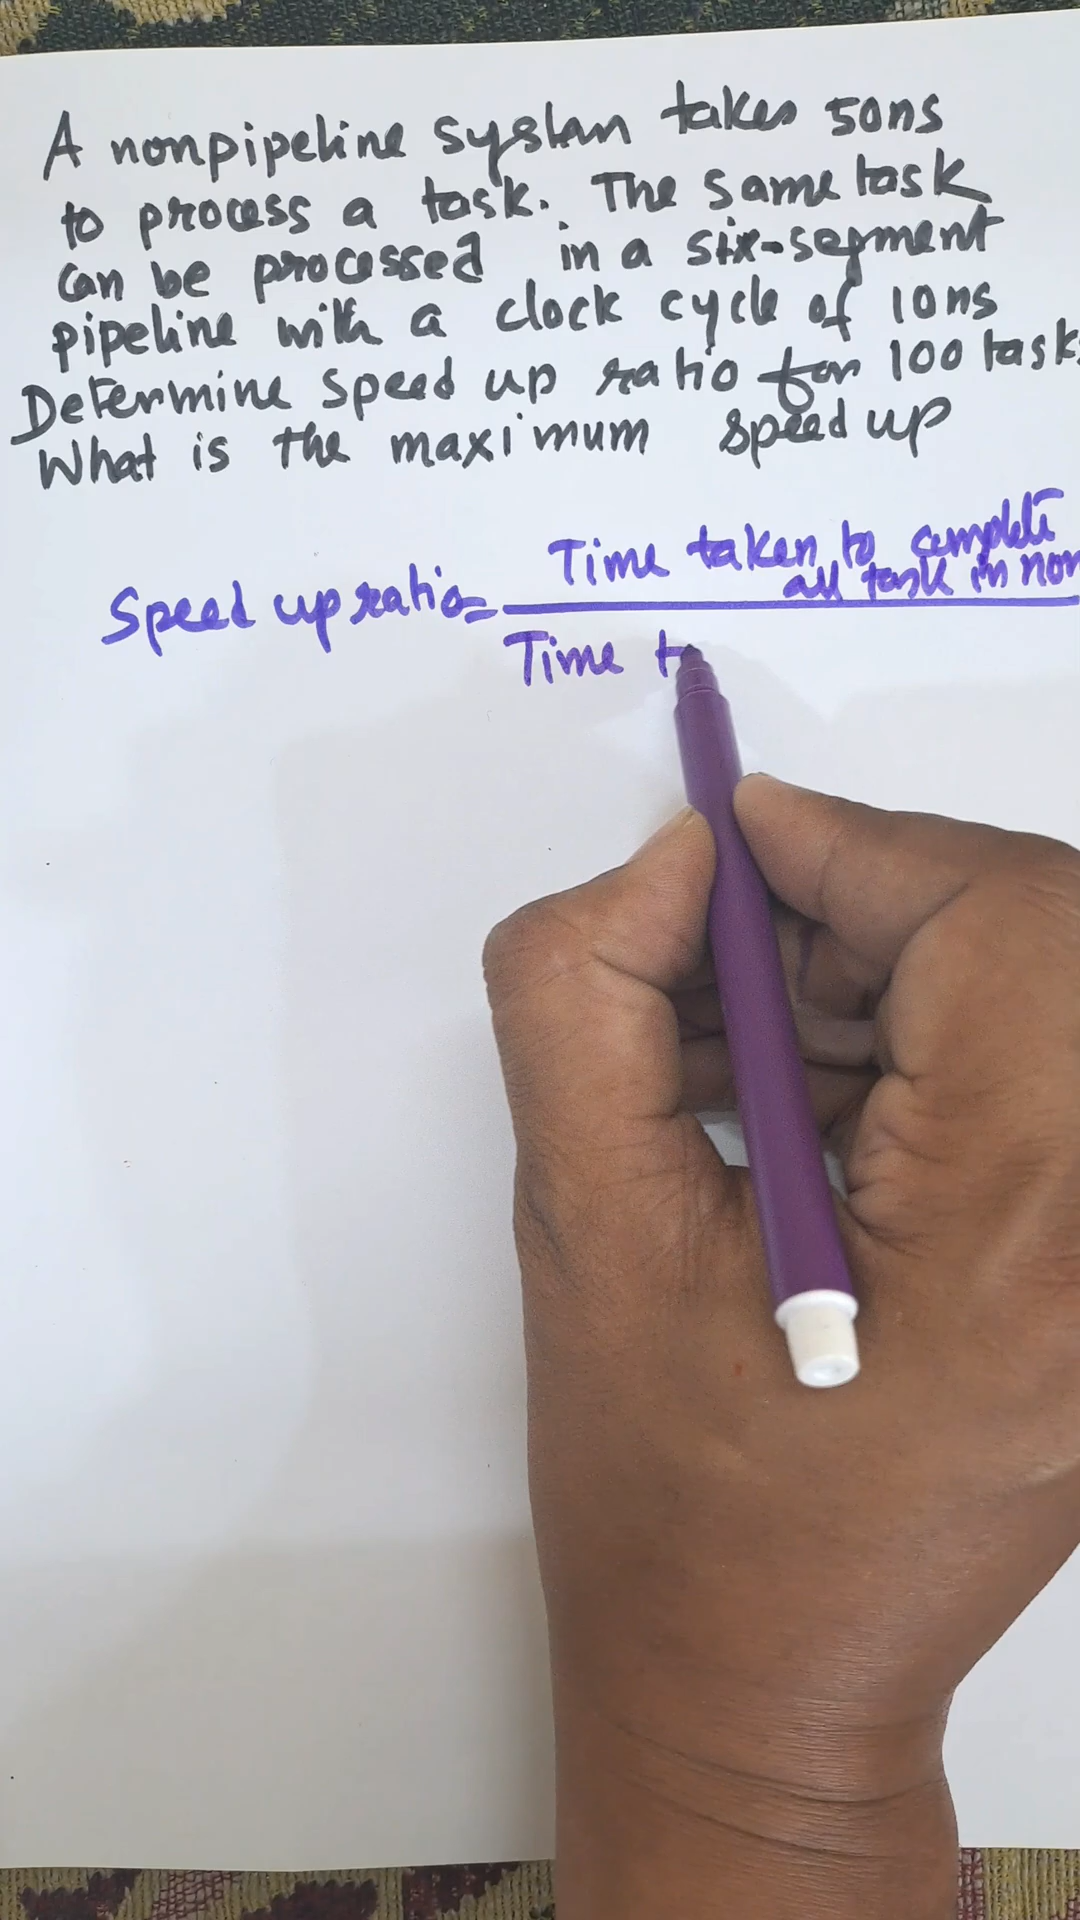 A nonpipeline system takes 50ns
to process a task. The same task
can be processed in a six-segment
pipeline with a clock cycle of 10ns
Determine speed up ratio for 100 task
What is the maximum speed up
Time taken to complete
all task in non
Speed up ratio=
Time t